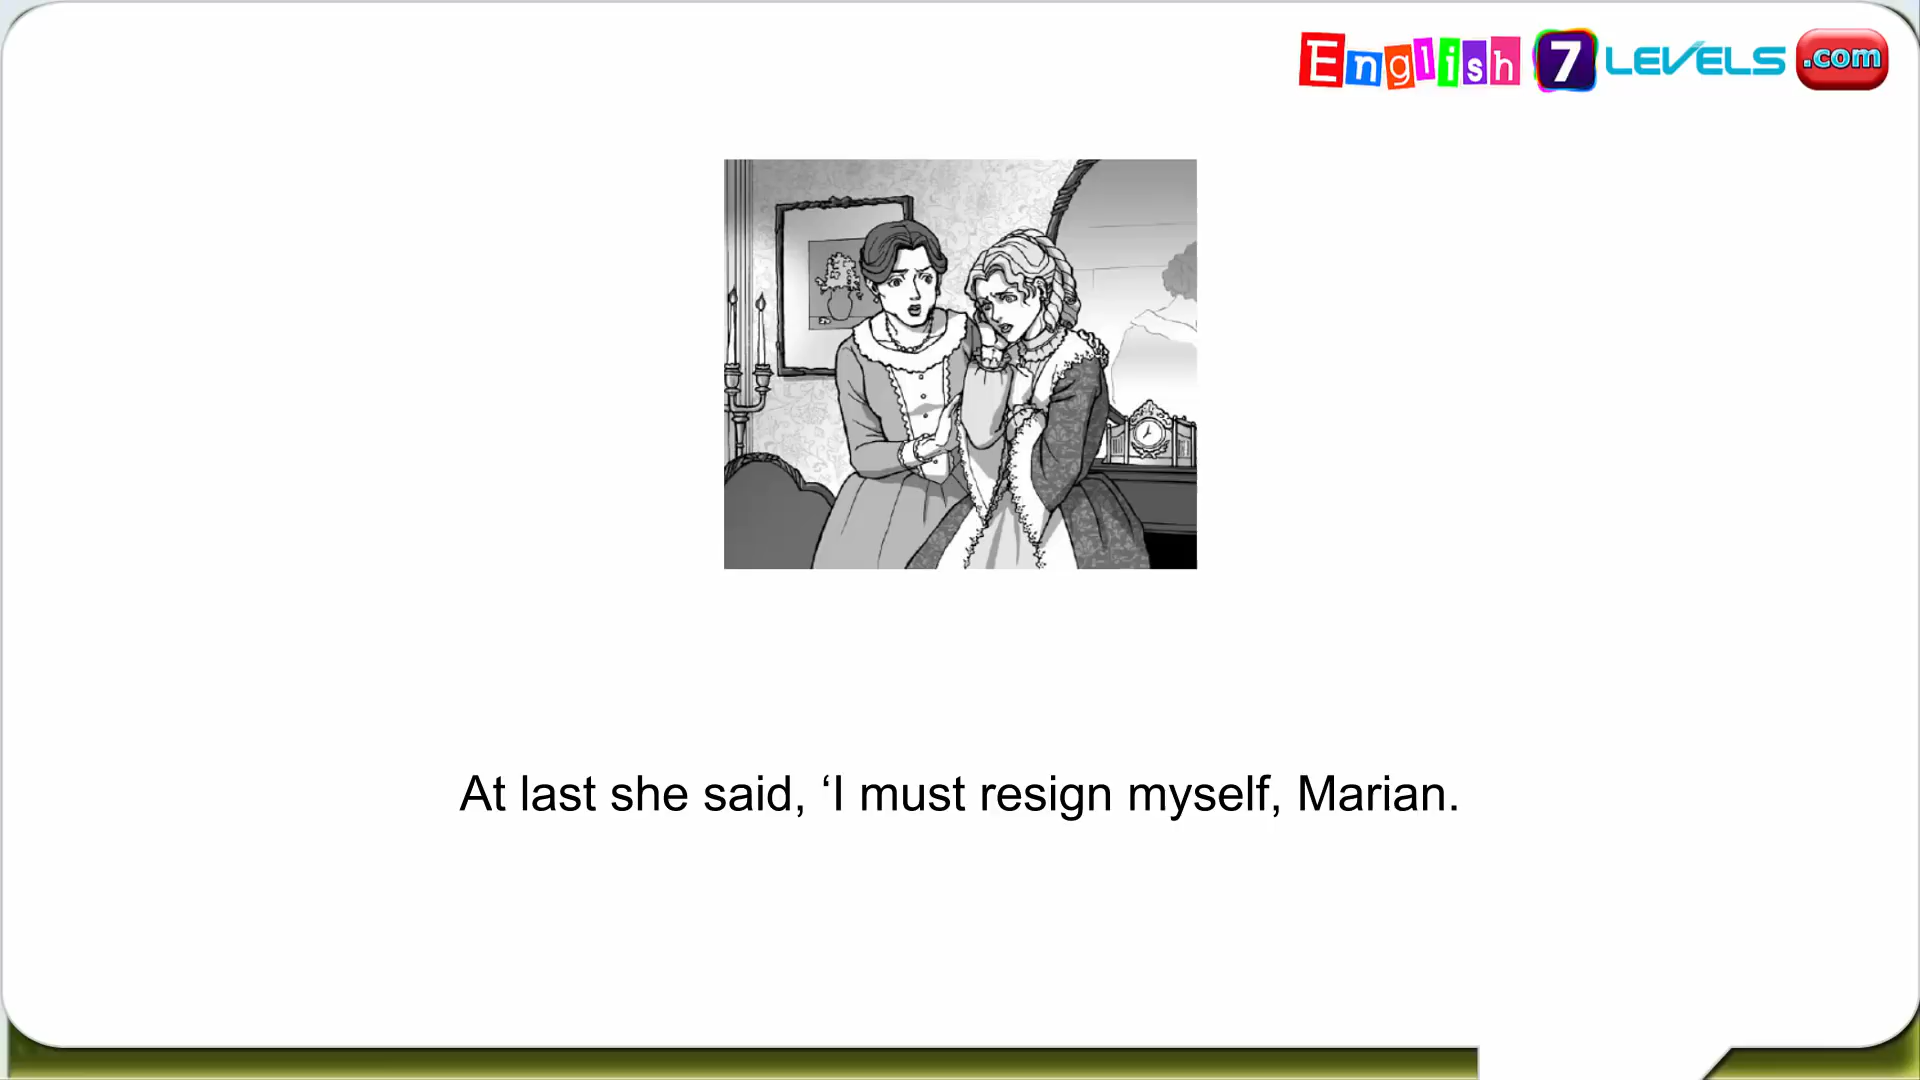 English 7 LEVELS .com
At last she said, ‘I must resign myself, Marian.